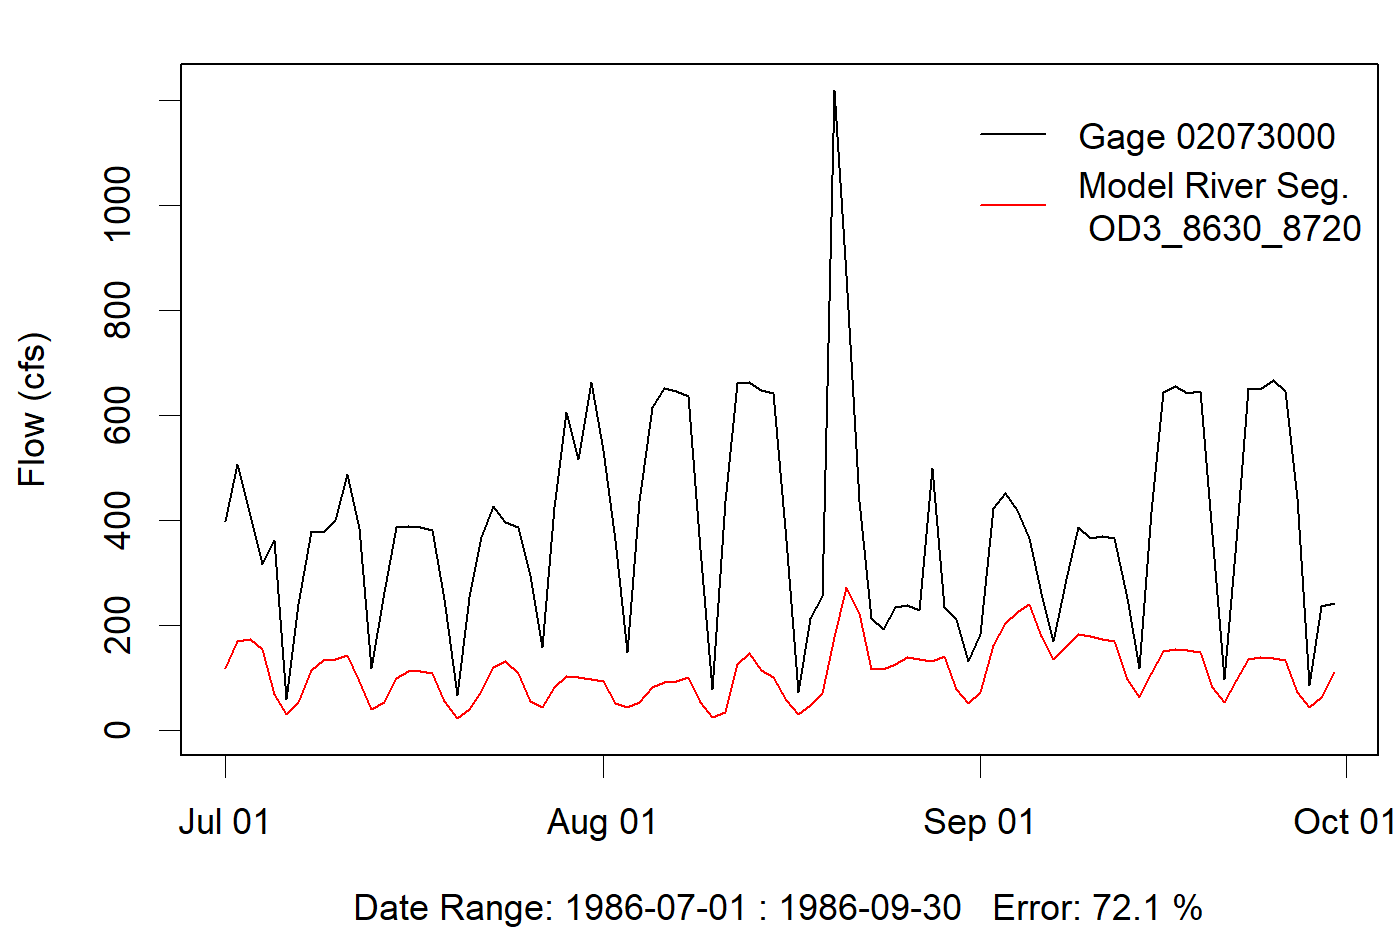 Gage 02073000
Model River Seg.
OD3_8630_8720
Flow (cfs)
1000
800
600
400
200
0
Jul 01
Aug 01
Sep 01
Oct 01
Date Range: 1986-07-01 : 1986-09-30 Error: 72.1 %